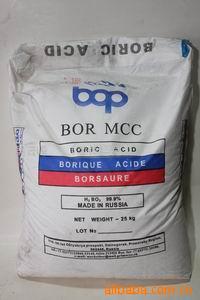 BORIC ACID
bop
BOR MCC
BORIC ACID
BORIQUE ACIDE
BORSAURE
H3BO3 99.9%
MADE IN RUSSIA
NET WEIGHT - 25 kg
LOT No
alibaba.com.cn